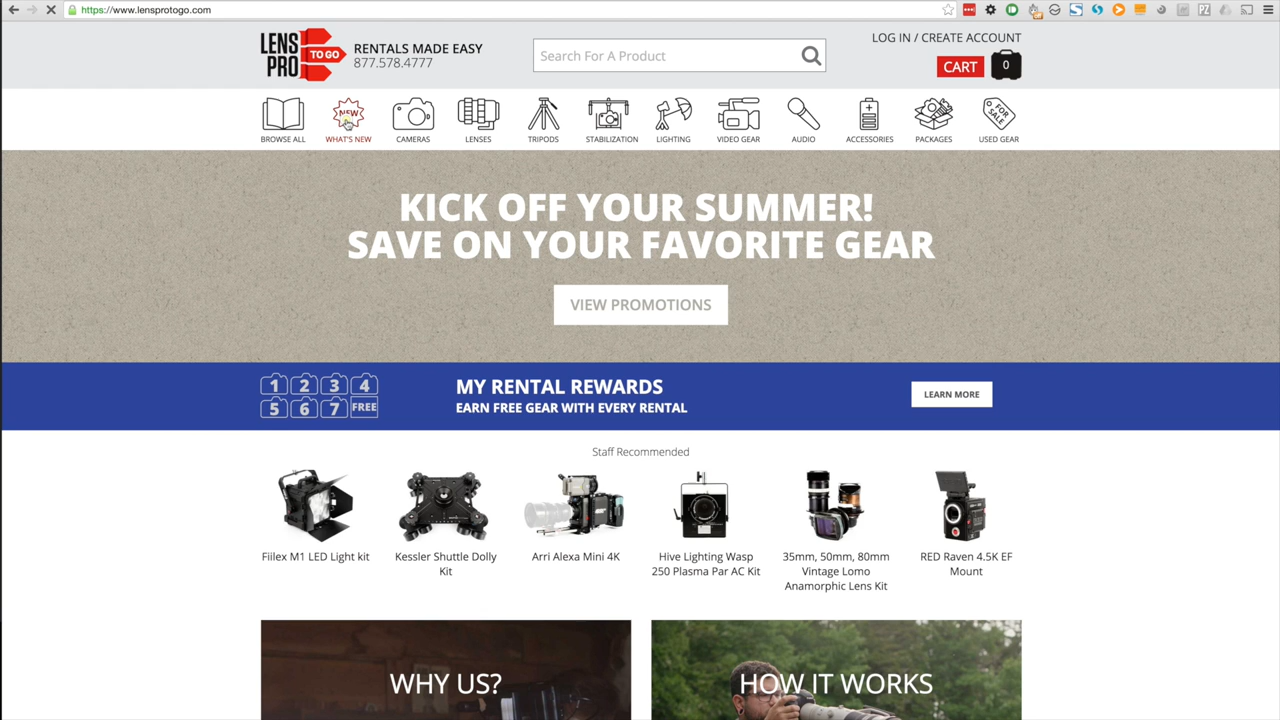 https://www.lensprotogo.com
LENS PRO TO GO
RENTALS MADE EASY
877.578.4777
Search For A Product
LOG IN / CREATE ACCOUNT
CART 0
NEW
FOR SALE
BROWSE ALL WHAT'S NEW CAMERAS LENSES TRIPODS STABILIZATION LIGHTING VIDEO GEAR AUDIO ACCESSORIES PACKAGES USED GEAR
KICK OFF YOUR SUMMER!
SAVE ON YOUR FAVORITE GEAR
VIEW PROMOTIONS
1 2 3 4
5 6 7 FREE
MY RENTAL REWARDS
EARN FREE GEAR WITH EVERY RENTAL
LEARN MORE
Staff Recommended
Fiilex M1 LED Light kit
Kessler Shuttle Dolly
Kit
Arri Alexa Mini 4K
Hive Lighting Wasp
250 Plasma Par AC Kit
35mm, 50mm, 80mm
Vintage Lomo
Anamorphic Lens Kit
RED Raven 4.5K EF
Mount
WHY US?
HOW IT WORKS